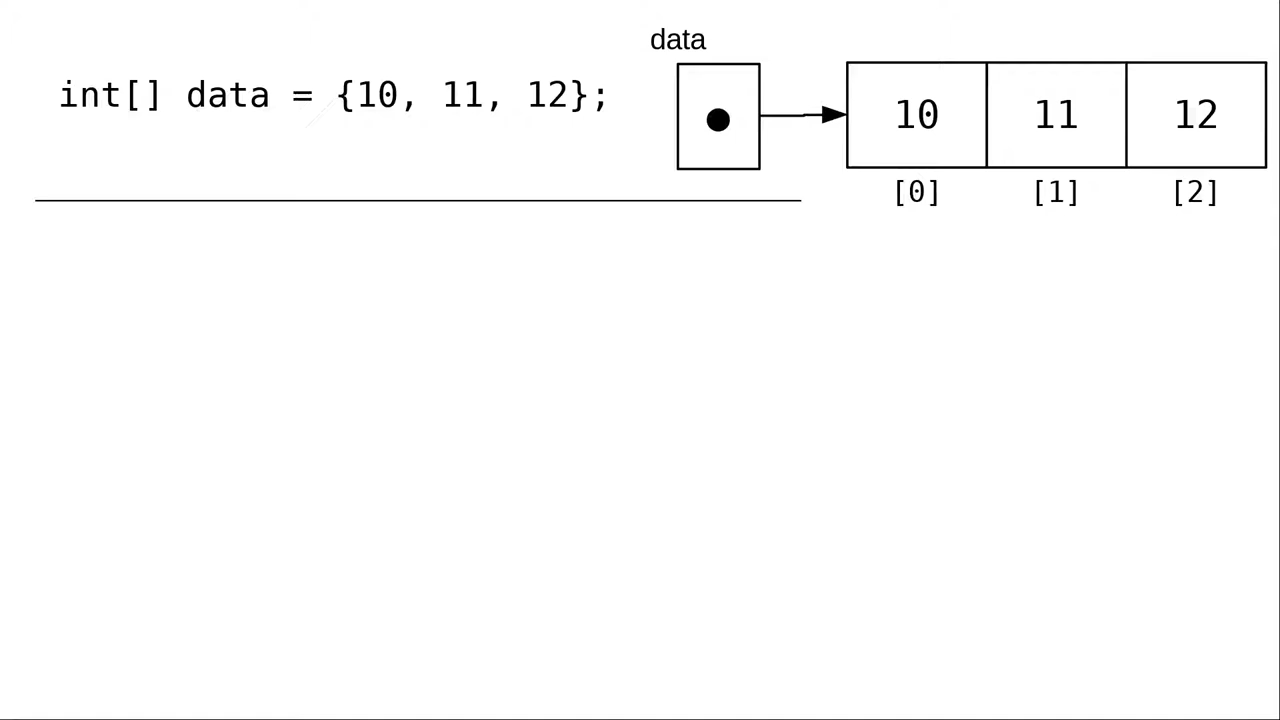 data
int[] data = {10, 11, 12};
10 11 12
[0] [1] [2]